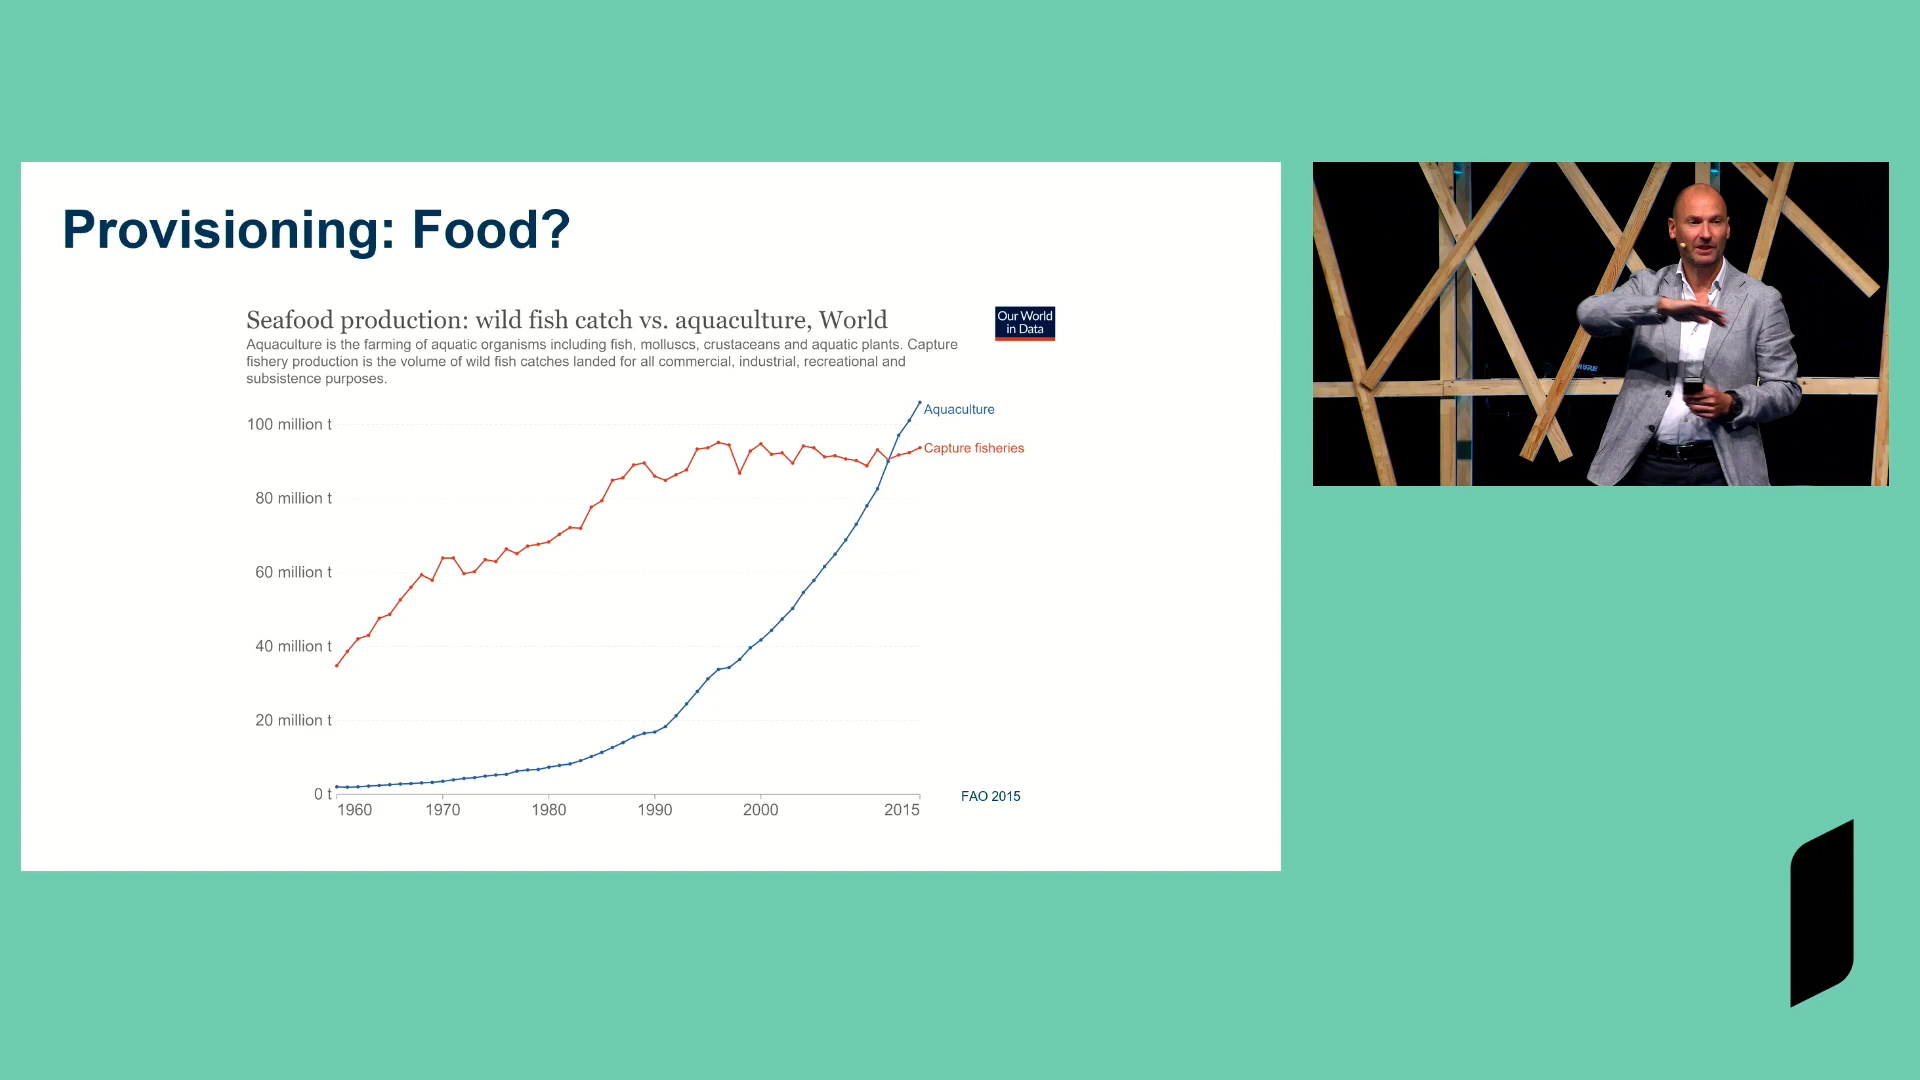 Provisioning: Food?
Seafood production: wild fish catch vs. aquaculture, World
Our World
in Data
Aquaculture is the farming of aquatic organisms including fish, molluscs, crustaceans and aquatic plants. Capture
fishery production is the volume of wild fish catches landed for all commercial, industrial, recreational and
subsistence purposes.
100 million t
80 million t
60 million t
40 million t
20 million t
0 t
Aquaculture
Capture fisheries
1960
1970
1980
1990
2000
2015
FAO 2015